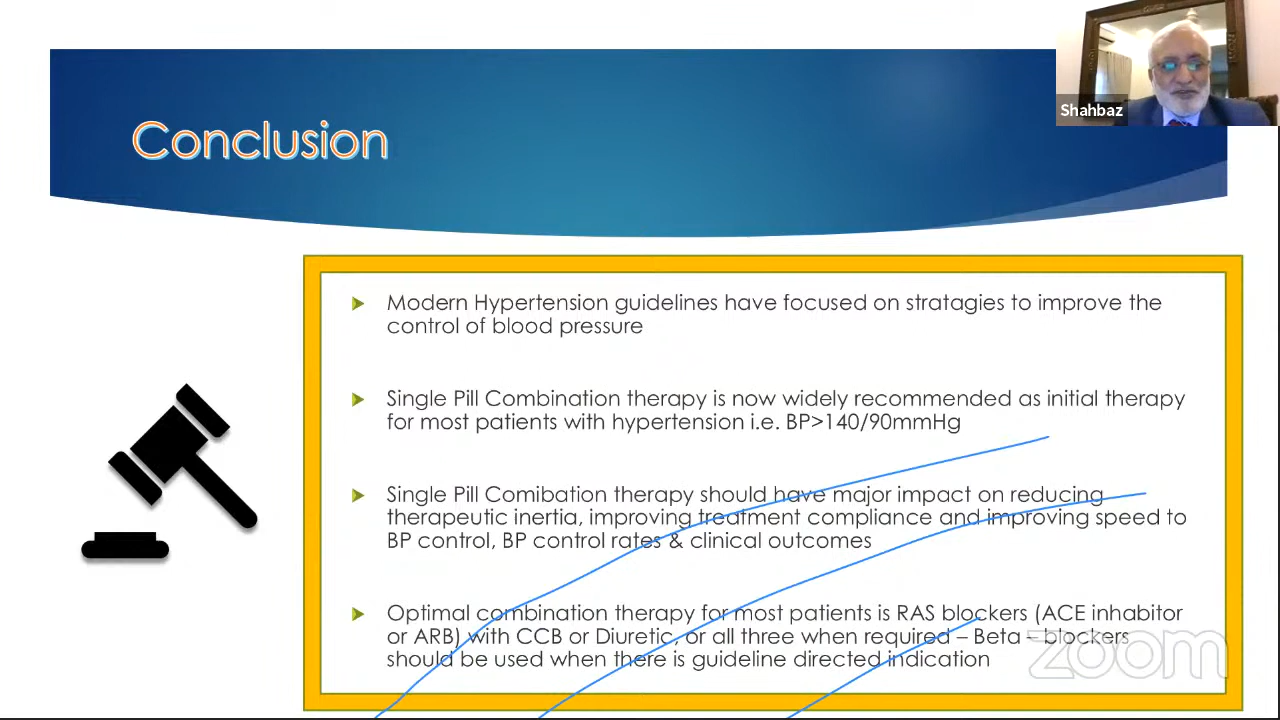 Conclusion
Shahbaz
Modern Hypertension guidelines have focused on stratagies to improve the
control of blood pressure
Single Pill Combination therapy is now widely recommended as initial therapy
for most patients with hypertension i.e. BP>140/90mmHg
Single Pill Comibation therapy should have major impact on reducing
therapeutic inertia, improving treatment compliance and improving speed to
BP control, BP control rates & clinical outcomes
Optimal combination therapy for most patients is RAS blockers (ACE inhabitor
or ARB) with CCB or Diuretic, or all three when required – Beta – blockers
should be used when there is guideline directed indication
zoom